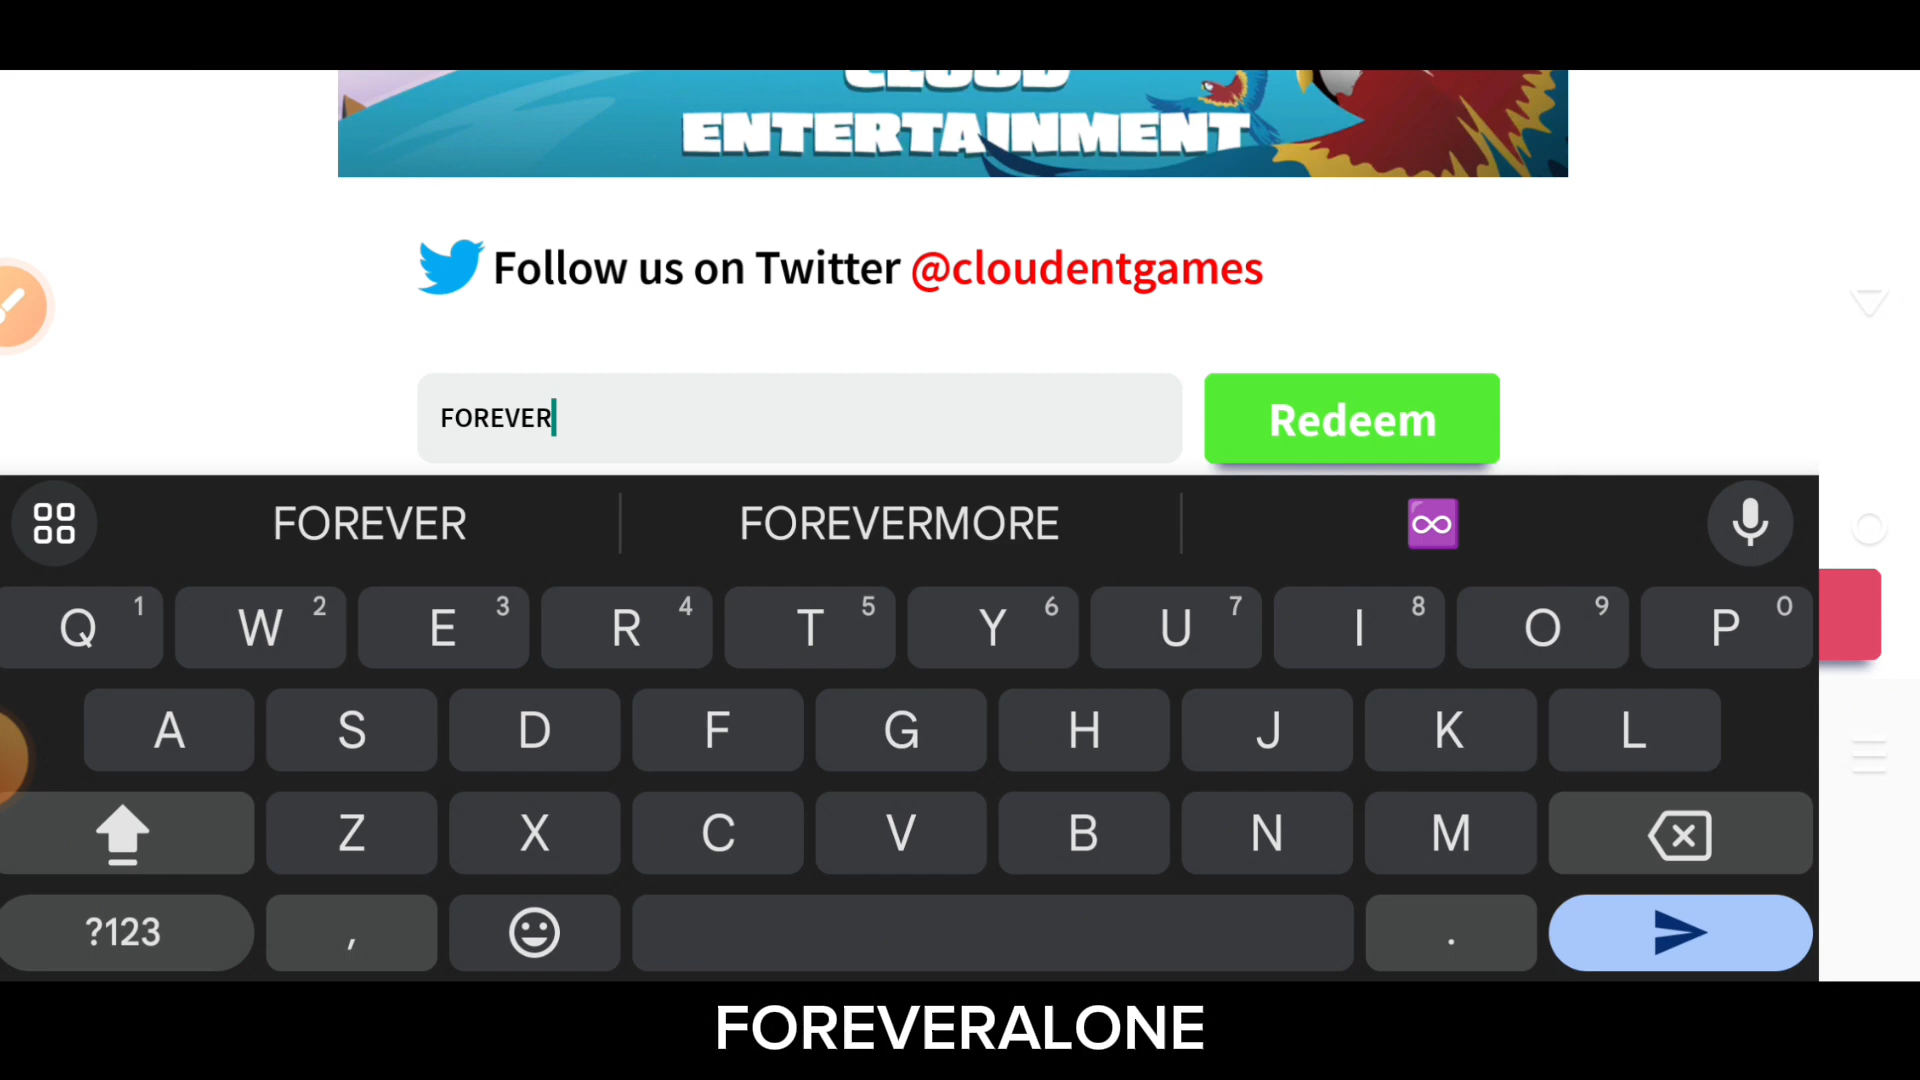 CLOUD
ENTERTAINMENT
Follow us on Twitter @cloudentgames
FOREVER
Redeem
FOREVER FOREVERMORE
Q 1 W 2 E 3 R 4 T 5 Y 6 U 7 I 8 O 9 P 0
A S D F G H J K L
Z X C V B N M
?123 , .
FOREVERALONE